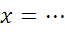 x = ⋯